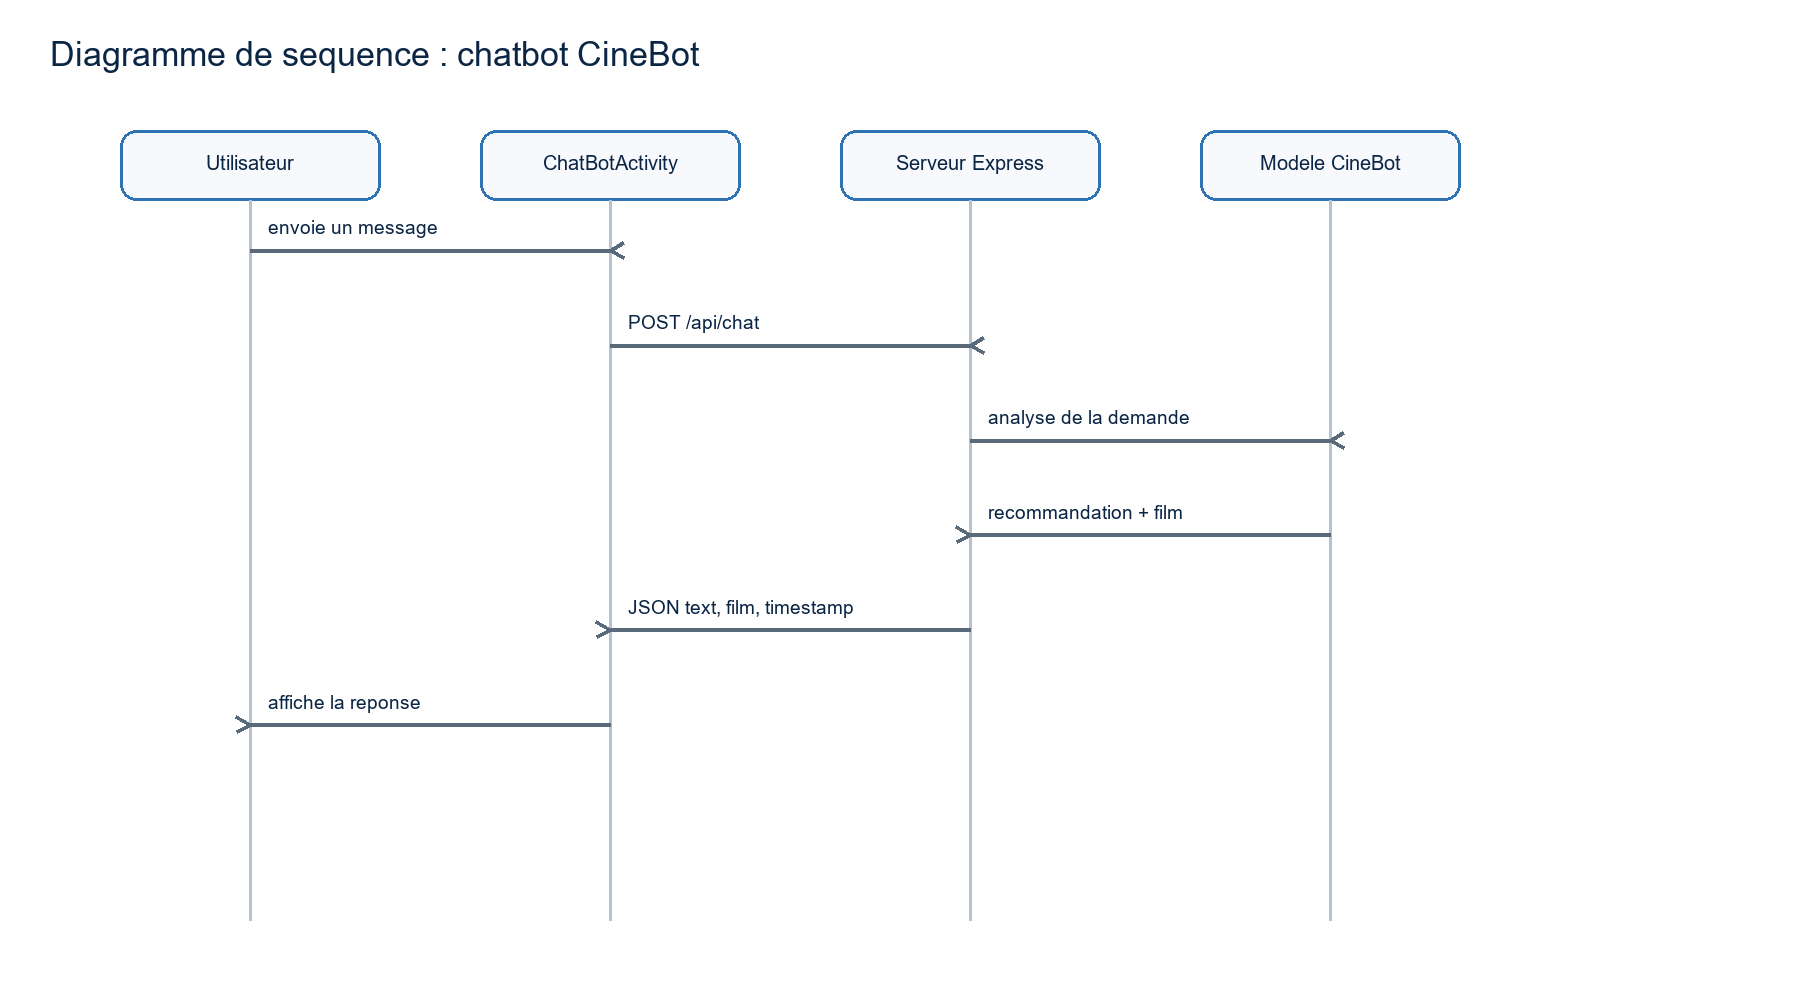 Diagramme de sequence : chatbot CineBot
Utilisateur
ChatBotActivity
Serveur Express
Modele CineBot
envoie un message
POST /api/chat
analyse de la demande
recommandation + film
JSON text, film, timestamp
affiche la reponse